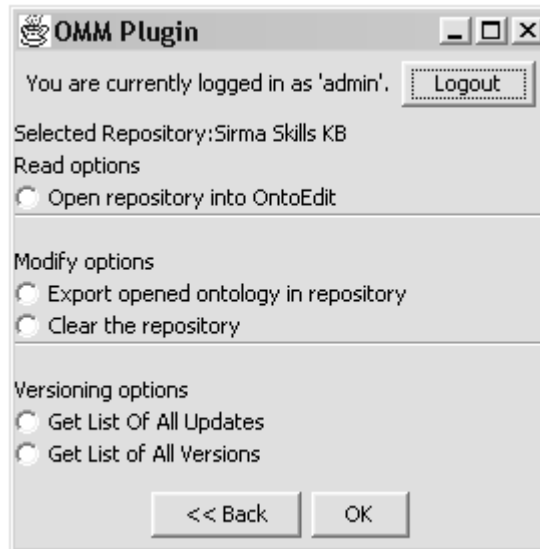 OMM Plugin
You are currently logged in as 'admin'. Logout
Selected Repository:Sirma Skills KB
Read options
Open repository into OntoEdit
Modify options
Export opened ontology in repository
Clear the repository
Versioning options
Get List Of All Updates
Get List of All Versions
<< Back OK